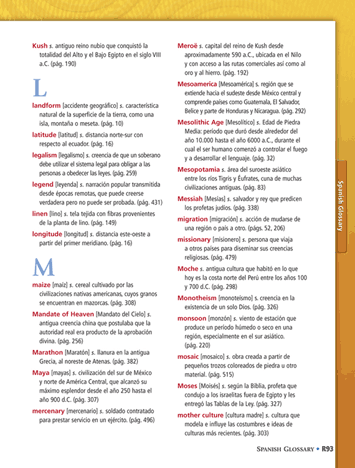 Kush s. antiguo reino nubio que conquistó la
totalidad del Alto y el Bajo Egipto en el siglo VIII
a.C. (pág. 190)
L
landform [accidente geográfico] s. característica
natural de la superficie de la tierra, como una
isla, montaña o meseta. (pág. 10)
latitude [latitud] s. distancia norte-sur con
respecto al ecuador. (pág. 16)
legalism [legalismo] s. creencia de que un soberano
debe utilizar el sistema legal para obligar a las
personas a obedecer las leyes. (pág. 259)
legend [leyenda] s. narración popular transmitida
desde épocas remotas, que puede creerse
verdadera pero no puede ser probada. (pág. 431)
linen [lino] s. tela tejida con fibras provenientes
de la planta de lino. (pág. 149)
longitude [longitud] s. distancia este-oeste a
partir del primer meridiano. (pág. 16)
M
maize [maíz] s. cereal cultivado por las
civilizaciones nativas americanas, cuyos granos
se encuentran en mazorcas. (pág. 308)
Mandate of Heaven [Mandato del Cielo] s.
antigua creencia china que postulaba que la
autoridad real era producto de la aprobación
divina. (pág. 256)
Marathon [Maratón] s. llanura en la antigua
Grecia, al noreste de Atenas. (pág. 382)
Maya [mayas] s. civilización del sur de México
y norte de América Central, que alcanzó su
máximo esplendor desde el año 250 hasta el
año 900 d.C. (pág. 307)
mercenary [mercenario] s. soldado contratado
para prestar servicio en un ejército. (pág. 496)
Meroë s. capital del reino de Kush desde
aproximadamente 590 a.C., ubicada en el Nilo
y con acceso a las rutas comerciales así como al
oro y al hierro. (pág. 192)
Mesoamerica [Mesoamérica] s. región que se
extiende hacia el sudeste desde México central y
comprende países como Guatemala, El Salvador,
Belice y parte de Honduras y Nicaragua. (pág. 292)
Mesolithic Age [Mesolítico] s. Edad de Piedra
Media: período que duró desde alrededor del
año 10.000 hasta el año 6000 a.C., durante el
cual el ser humano comenzó a controlar el fuego
y a desarrollar el lenguaje. (pág. 32)
Mesopotamia s. área del suroeste asiático
entre los ríos Tigris y Éufrates, cuna de muchas
civilizaciones antiguas. (pág. 83)
Messiah [Mesías] s. salvador y rey que predicen
los profetas judíos. (pág. 338)
migration [migración] s. acción de mudarse de
una región o país a otro. (págs. 52, 206)
missionary [misionero] s. persona que viaja
a otros países para diseminar sus creencias
religiosas. (pág. 479)
Moche s. antigua cultura que habitó en lo que
hoy es la costa norte del Perú entre los años 100
y 700 d.C. (pág. 298)
Monotheism [monoteísmo] s. creencia en la
existencia de un solo Dios. (pág. 326)
monsoon [monzón] s. viento de estación que
produce un período húmedo o seco en una
región, especialmente en el sur asiático.
(pág. 220)
mosaic [mosaico] s. obra creada a partir de
pequeños trozos coloreados de piedra u otro
material. (pág. 515)
Moses [Moisés] s. según la Biblia, profeta que
condujo a los israelitas fuera de Egipto y les
entregó las Tablas de la Ley. (pág. 327)
mother culture [cultura madre] s. cultura que
modela e influye las costumbres e ideas de
culturas más recientes. (pág. 303)
Spanish Glossary
SPANISH GLOSSARY • R93